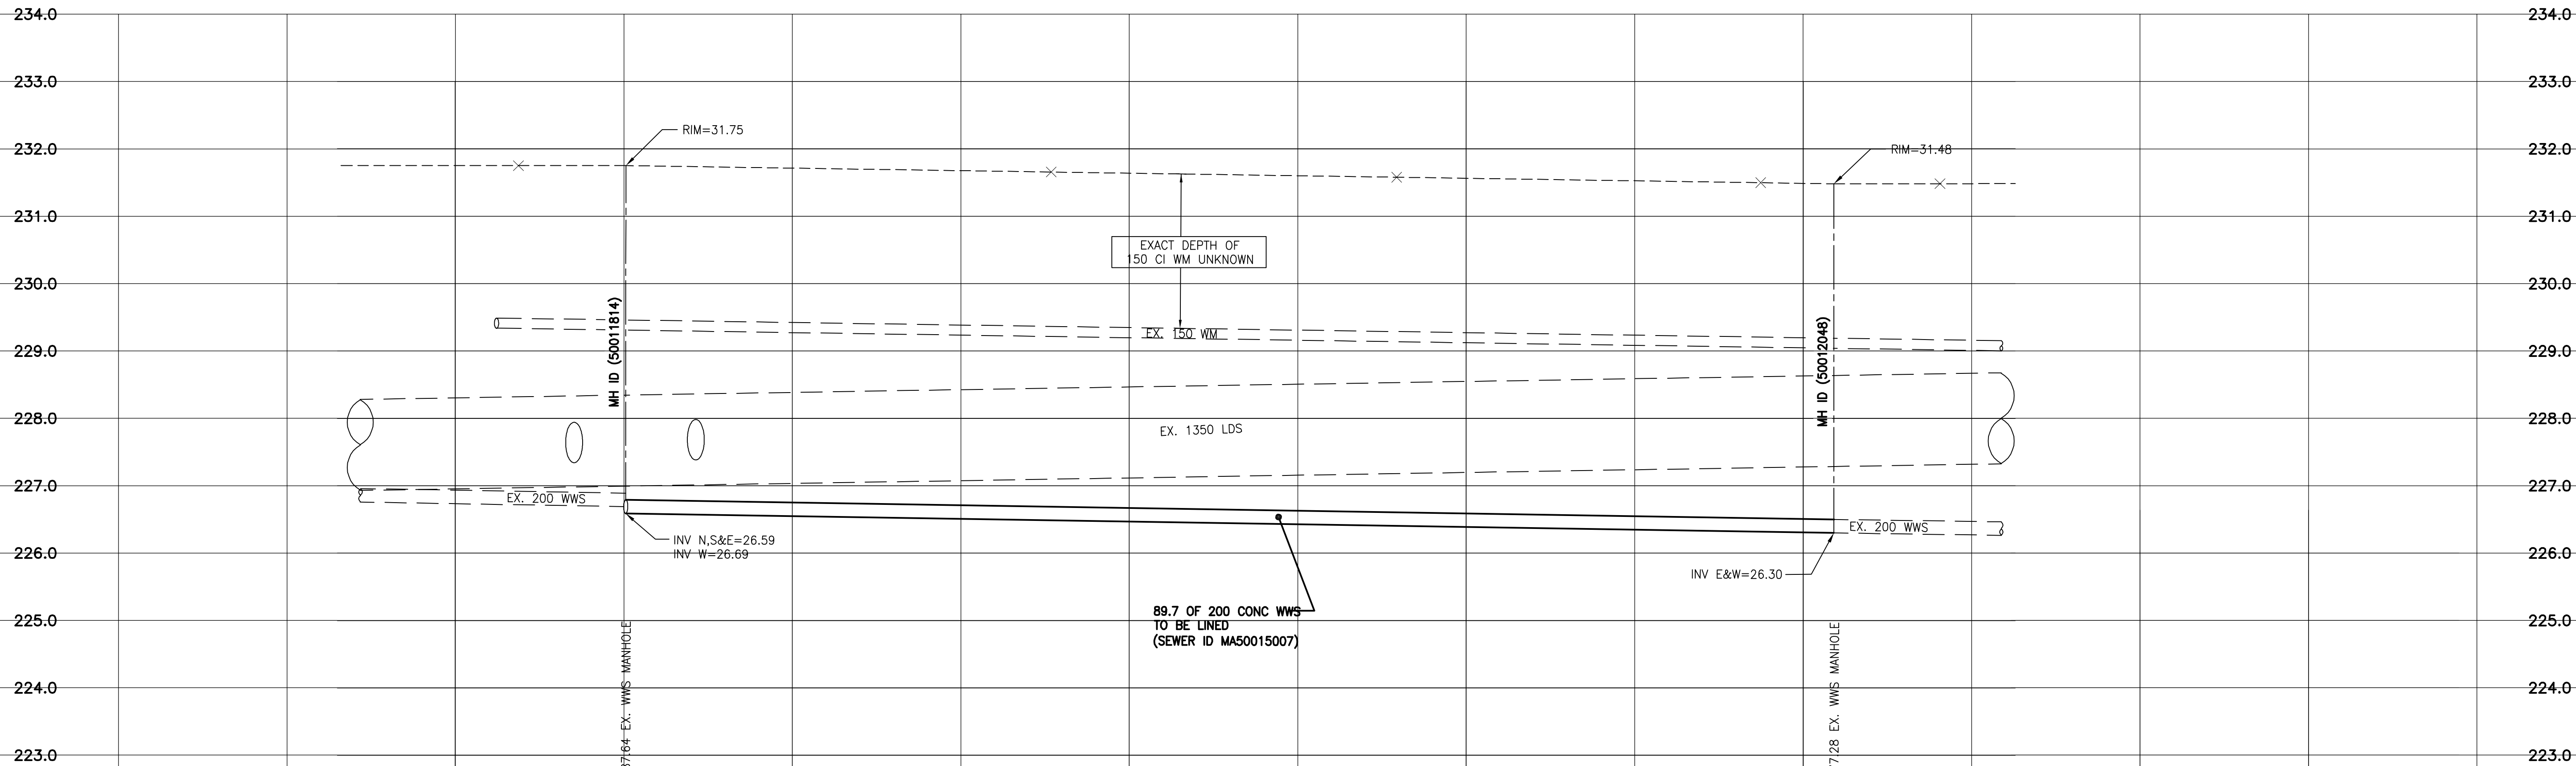 234.0
234.0
233.0
233.0
232.0
232.0
231.0
231.0
230.0
230.0
229.0
229.0
228.0
228.0
227.0
227.0
226.0
226.0
225.0
225.0
224.0
224.0
223.0
223.0
RIM=31.75
RIM=31.48
EXACT DEPTH OF
150 CI WM UNKNOWN
MH ID (50011814)
MH ID (50012048)
EX. 150 WM
EX. 1350 LDS
EX. 200 WWS
EX. 200 WWS
INV N,S&E=26.59
INV W=26.69
INV E&W=26.30
89.7 OF 200 CONC WWS
TO BE LINED
(SEWER ID MA50015007)
.64 EX. WWS MANHOLE
.28 EX. WWS MANHOLE